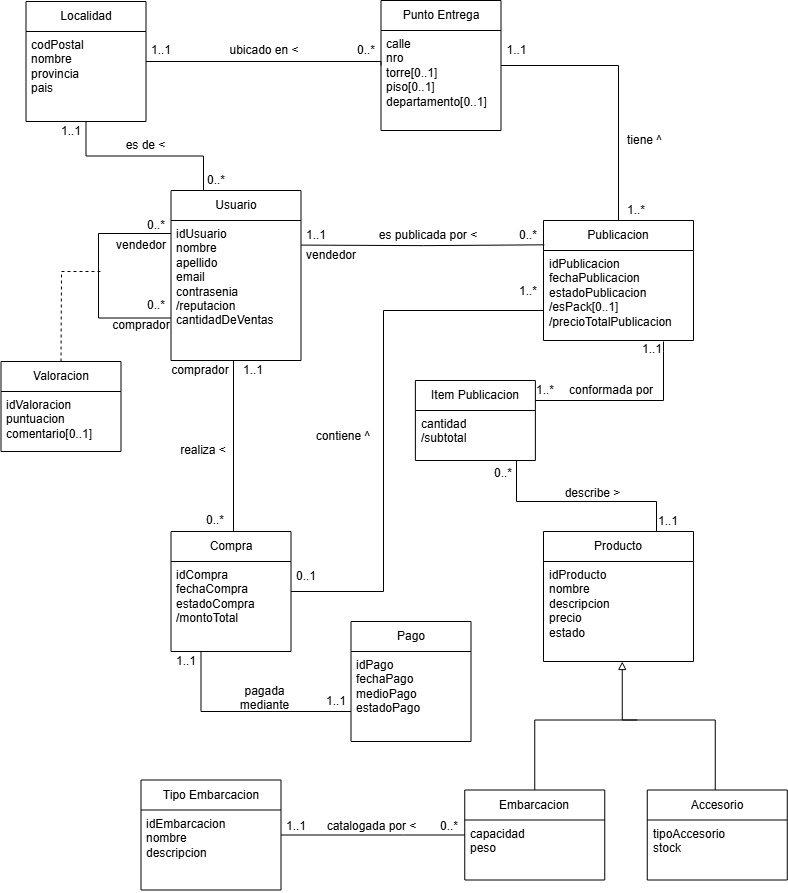 Localidad
codPostal
nombre
provincia
pais
1..1
ubicado en <
0..*
Punto Entrega
calle
nro
torre[0..1]
piso[0..1]
departamento[0..1]
1..1
tiene ^
1..*
1..1
es de <
0..*
Usuario
idUsuario
nombre
apellido
email
contrasenia
/reputacion
cantidadDeVentas
0..*
vendedor
0..*
comprador
1..1
vendedor
es publicada por <
0..*
Publicacion
idPublicacion
fechaPublicacion
estadoPublicacion
/esPack[0..1]
/precioTotalPublicacion
1..*
1..1
Valoracion
idValoracion
puntuacion
comentario[0..1]
comprador
1..1
realiza <
0..*
contiene ^
0..1
Item Publicacion
cantidad
/subtotal
1..*
conformada por
0..*
describe >
1..1
Compra
idCompra
fechaCompra
estadoCompra
/montoTotal
1..1
pagada
mediante
1..1
Pago
idPago
fechaPago
medioPago
estadoPago
Producto
idProducto
nombre
descripcion
precio
estado
Tipo Embarcacion
idEmbarcacion
nombre
descripcion
1..1
catalogada por <
0..*
Embarcacion
capacidad
peso
Accesorio
tipoAccesorio
stock